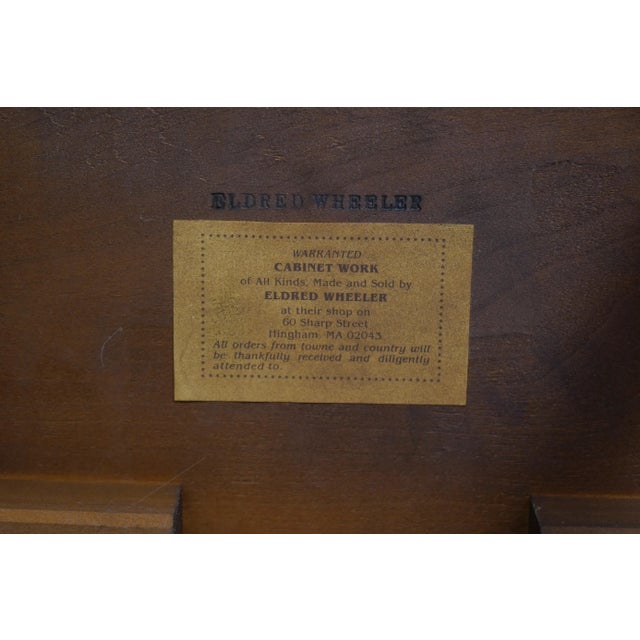 ELDRED WHEELER
WARRANTED
CABINET WORK
of All Kinds, Made and Sold by
ELDRED WHEELER
at their shop on
60 Sharp Street
Hingham, MA 02043
All orders from towne and country will
be thankfully received and diligently
attended to.